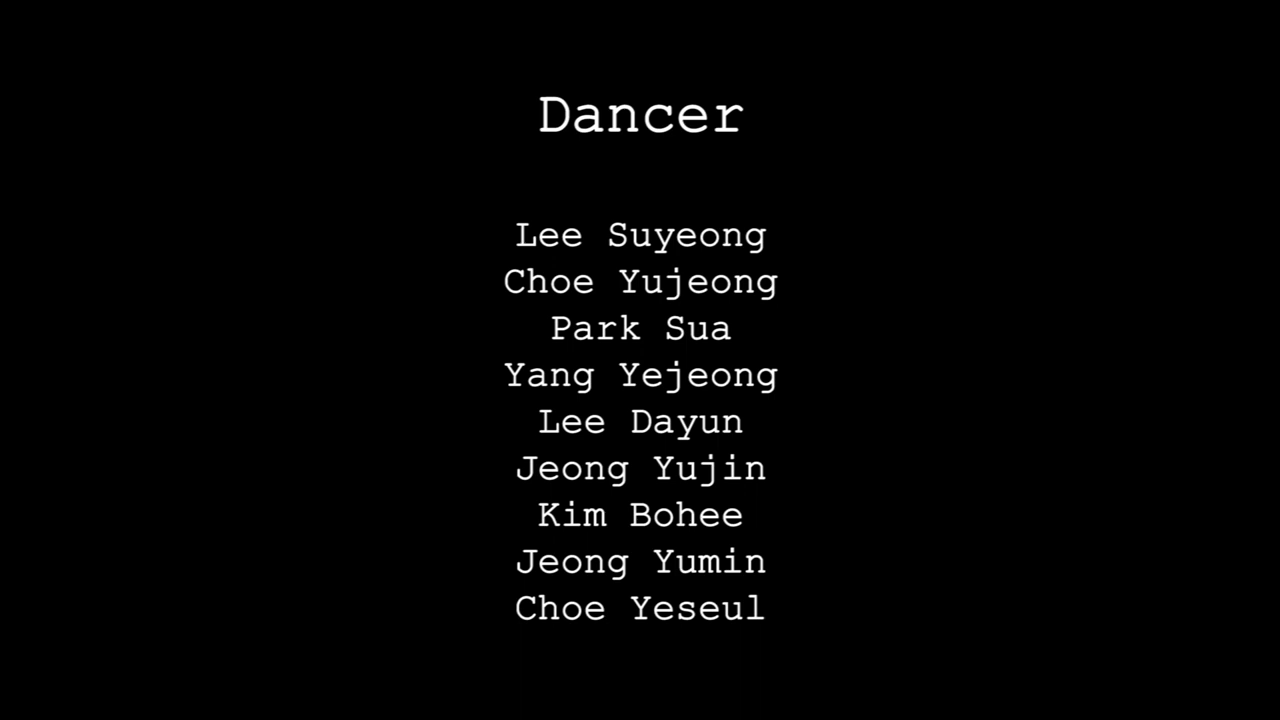 Dancer
Lee Suyeong
Choe Yujeong
Park Sua
Yang Yejeong
Lee Dayun
Jeong Yujin
Kim Bohee
Jeong Yumin
Choe Yeseul